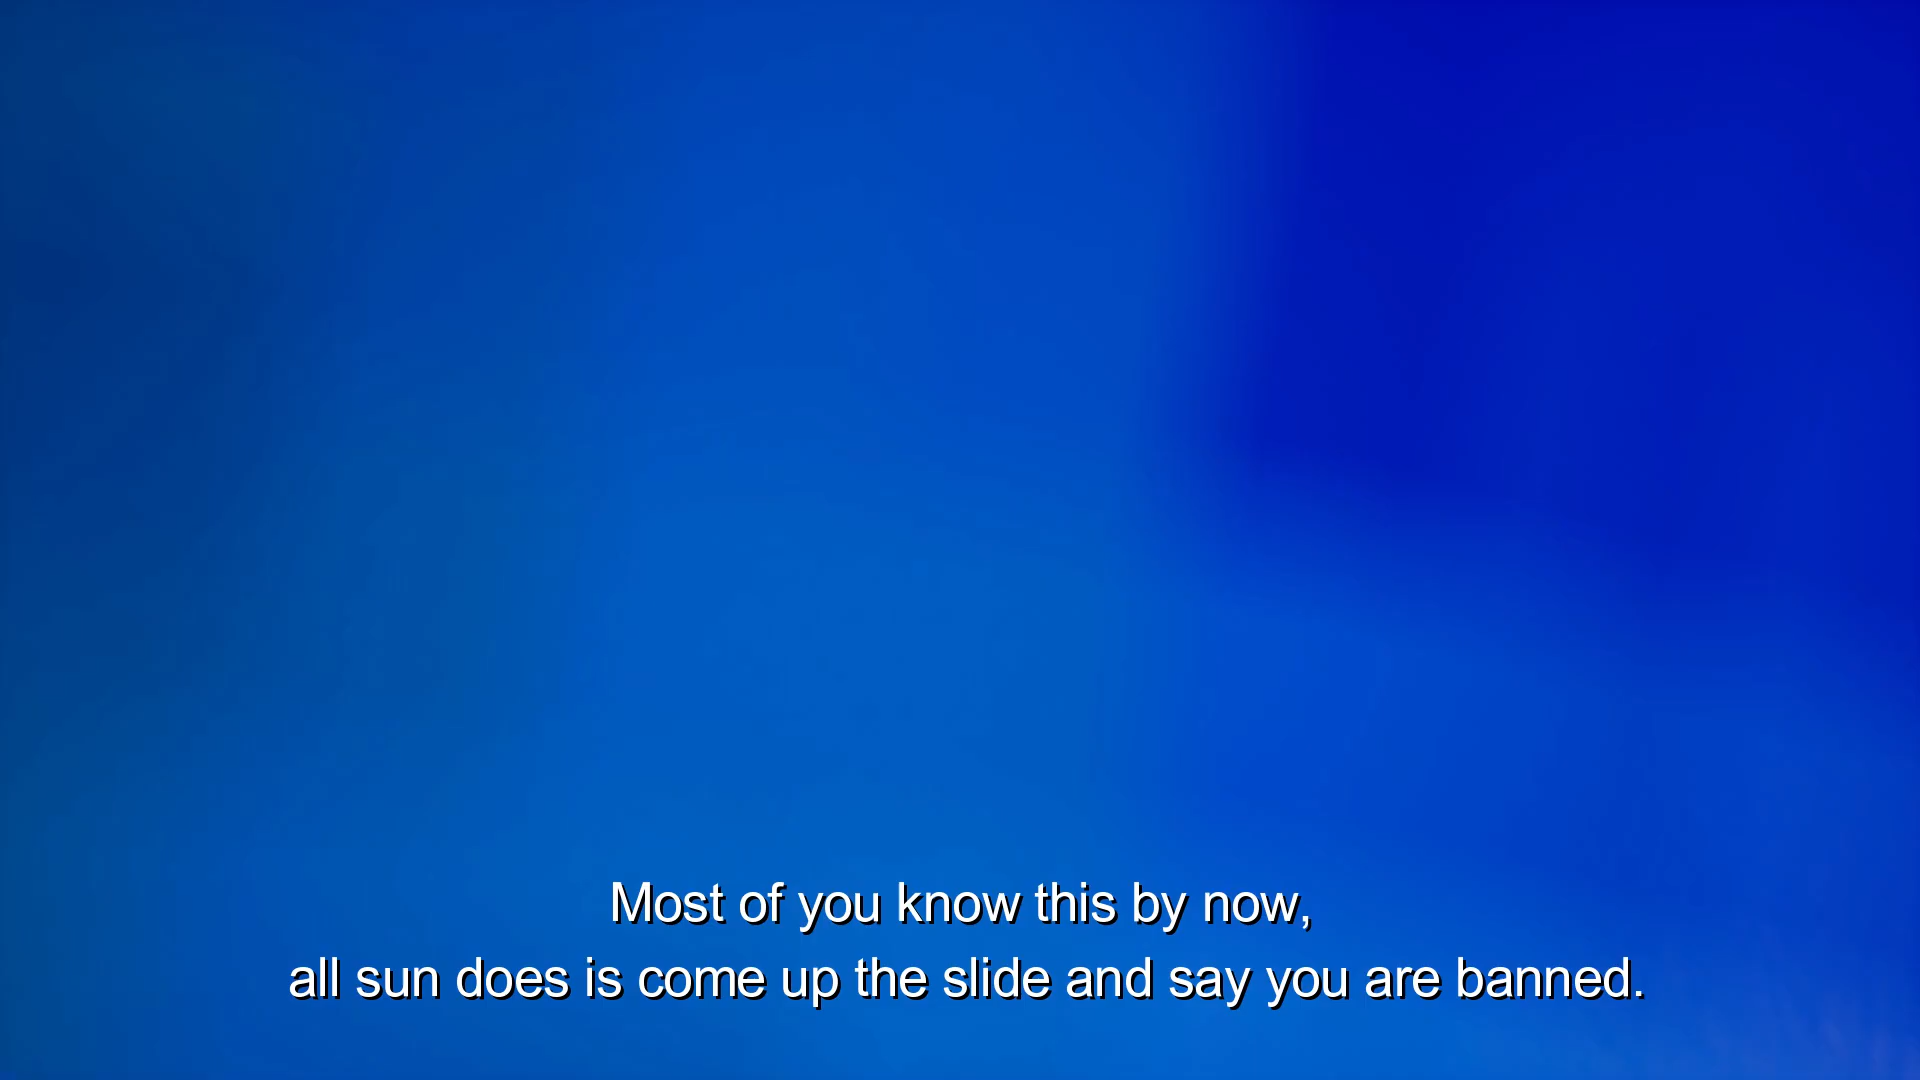 Most of you know this by now,
all sun does is come up the slide and say you are banned.